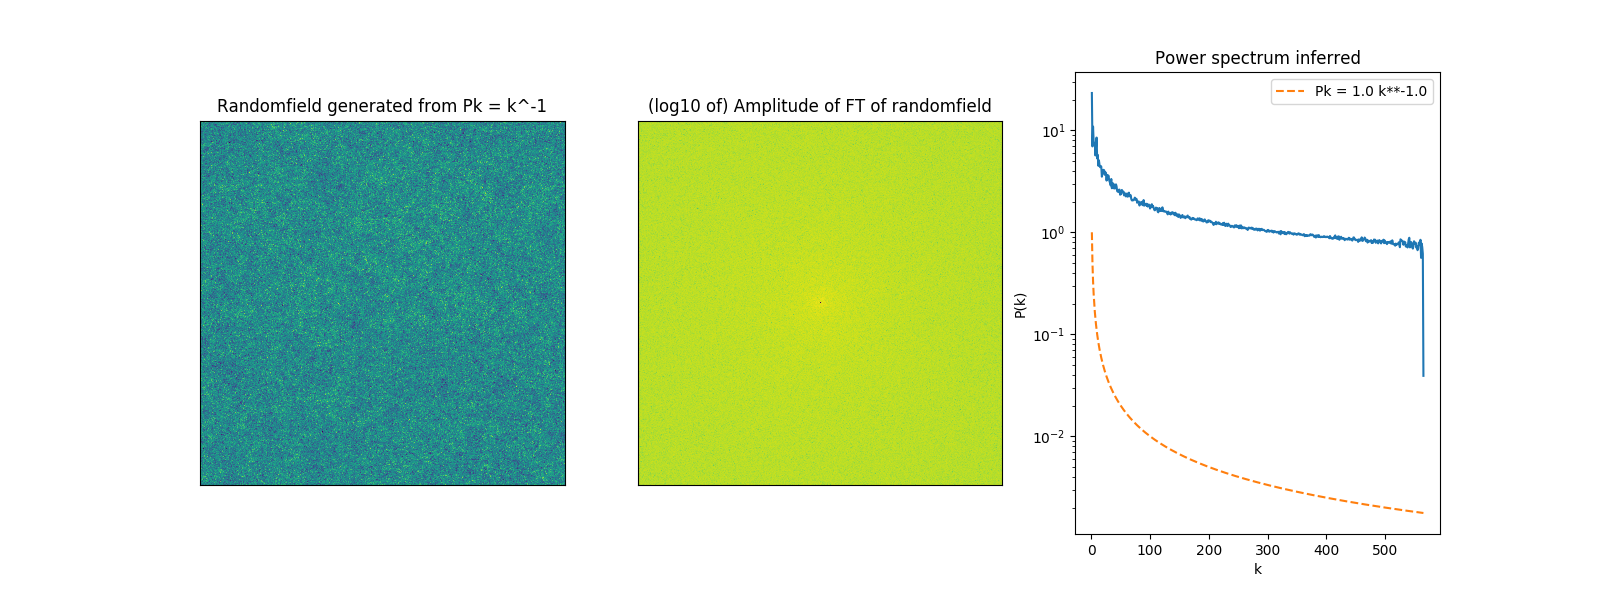 Randomfield generated from Pk = k^-1
(log10 of) Amplitude of FT of randomfield
Power spectrum inferred
Pk = 1.0 k**-1.0
P(k)
10^1
10^0
10^-1
10^-2
0 100 200 300 400 500
k